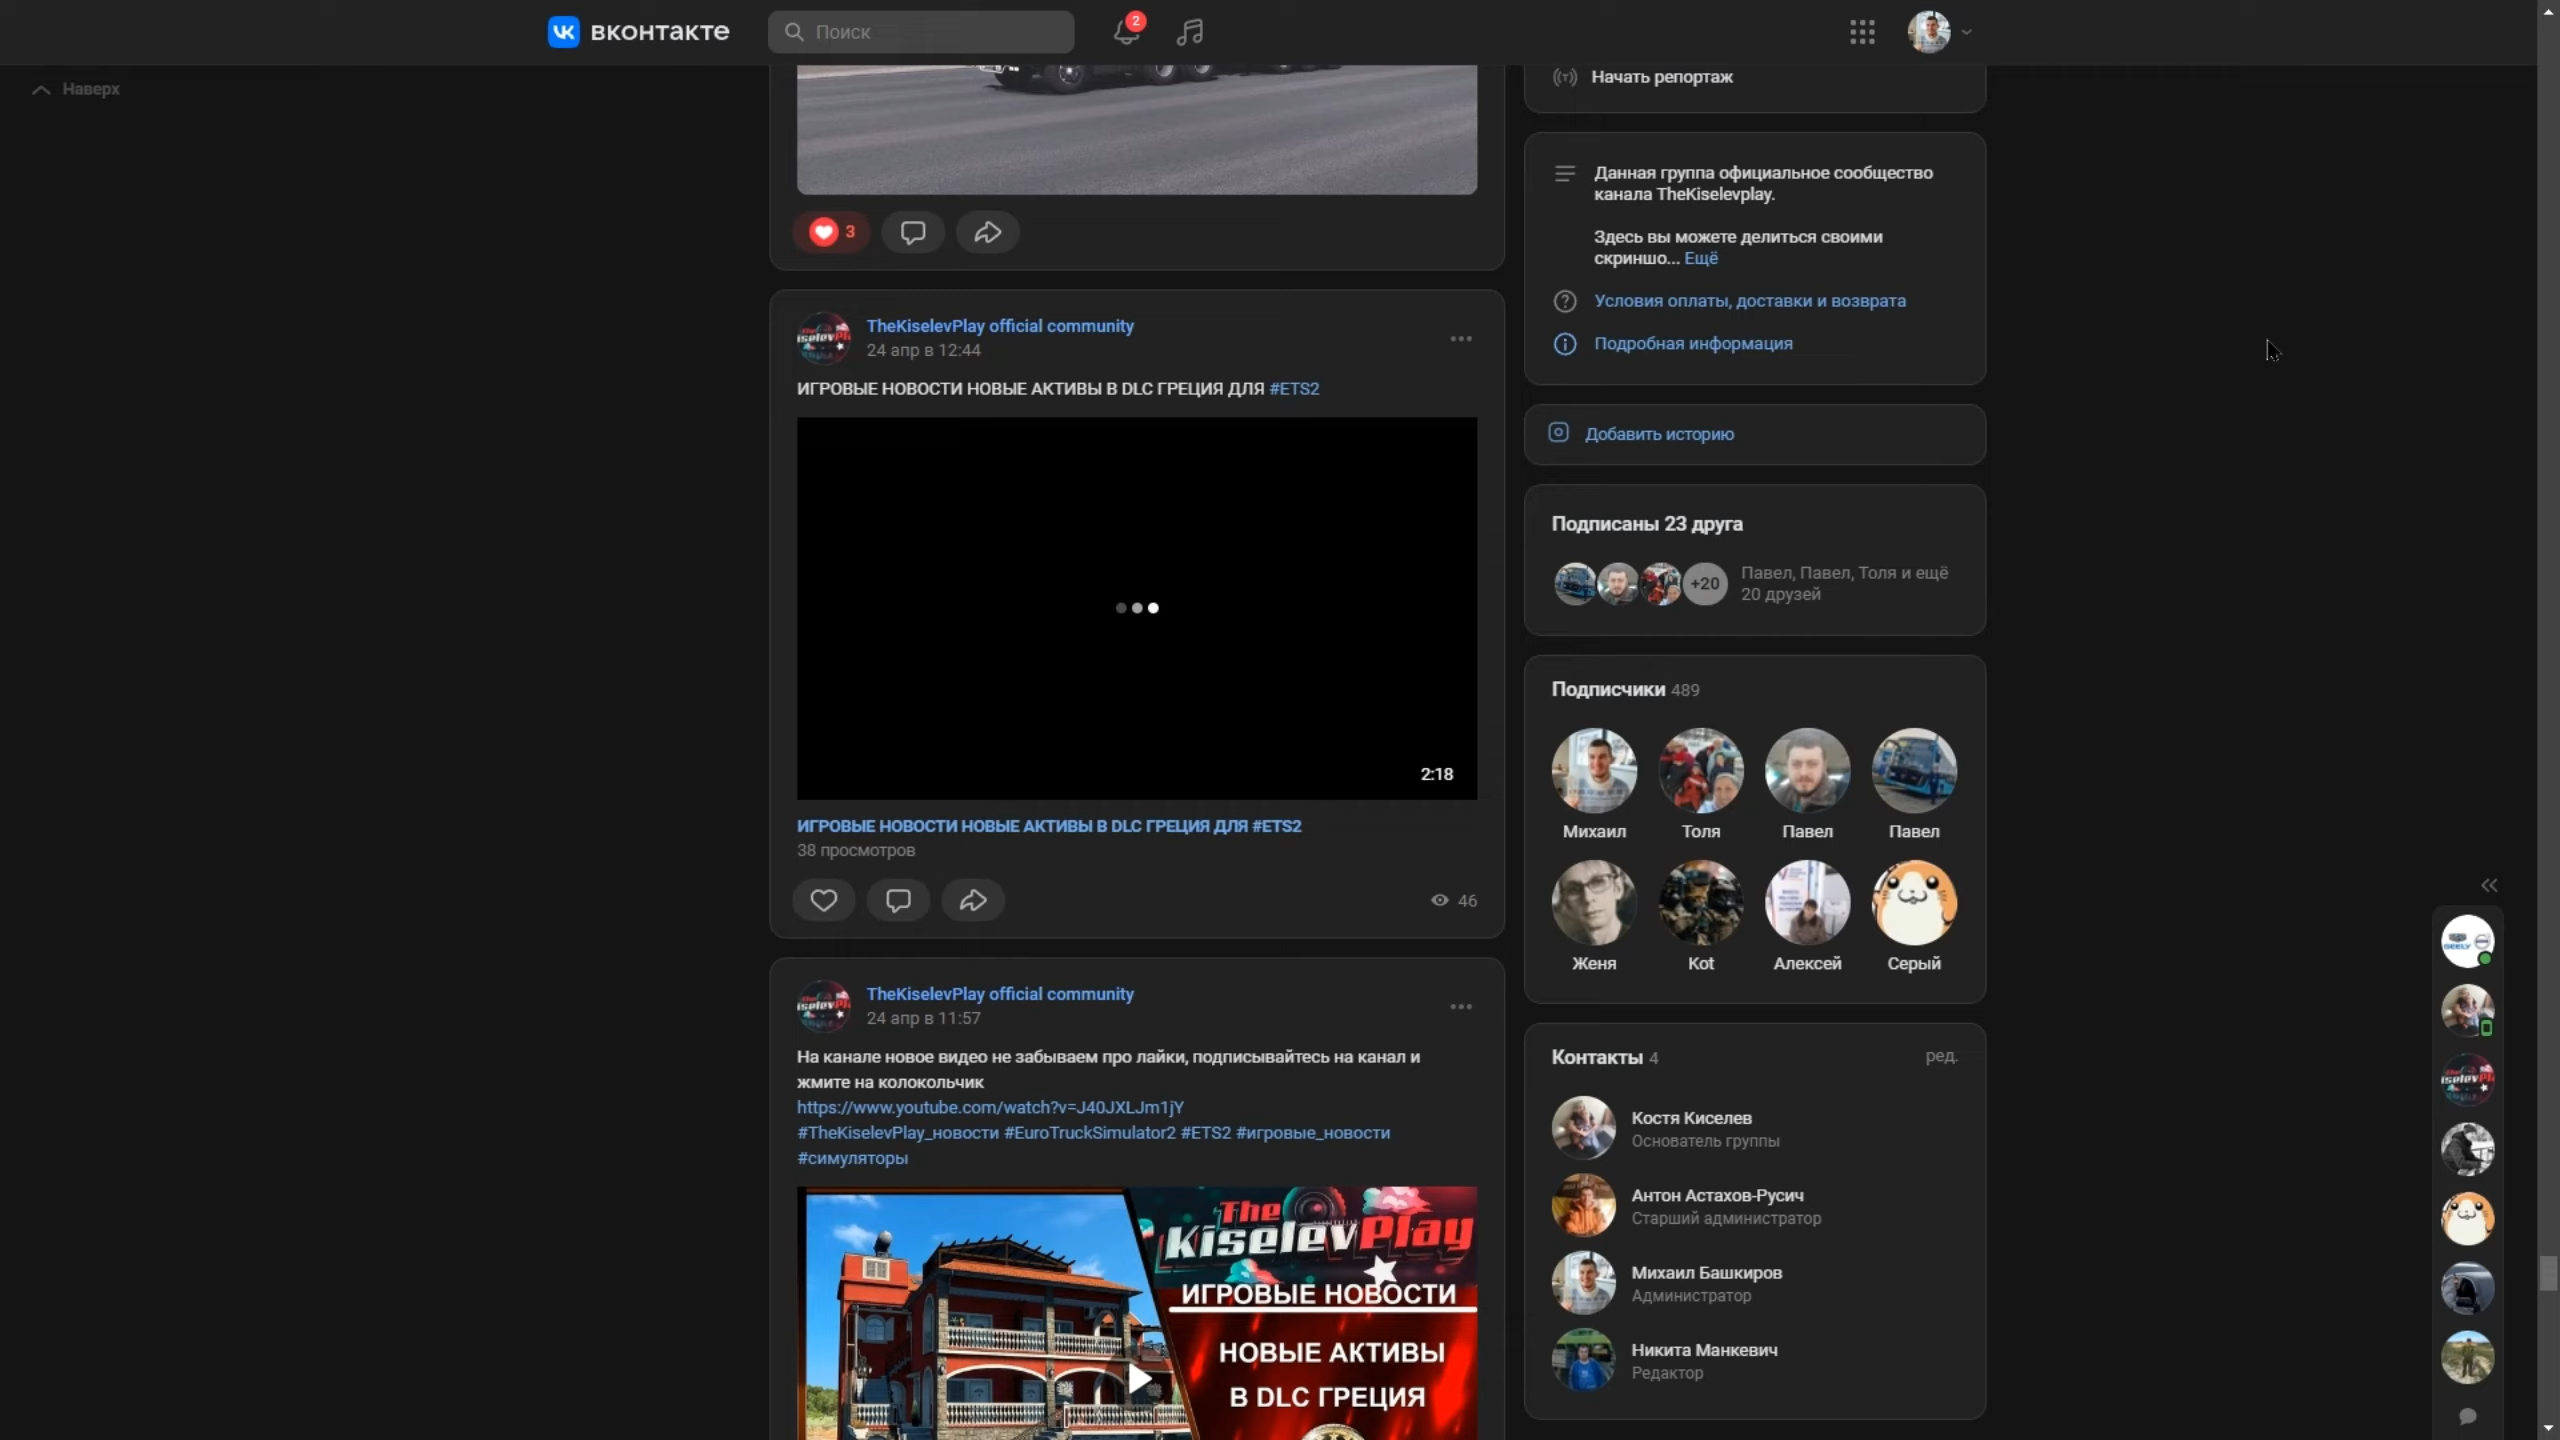 вконтакте
Поиск
2
Наверх
3
TheKiselevPlay official community
24 апр в 12:44
ИГРОВЫЕ НОВОСТИ НОВЫЕ АКТИВЫ В DLC ГРЕЦИЯ ДЛЯ #ETS2
2:18
ИГРОВЫЕ НОВОСТИ НОВЫЕ АКТИВЫ В DLC ГРЕЦИЯ ДЛЯ #ETS2
38 просмотров
46
TheKiselevPlay official community
24 апр в 11:57
На канале новое видео не забываем про лайки, подписывайтесь на канал и
жмите на колокольчик
https://www.youtube.com/watch?v=J40JXLJm1jY
#TheKiselevPlay_новости #EuroTruckSimulator2 #ETS2 #игровые_новости
#симуляторы
The
KiselevPlay
ИГРОВЫЕ НОВОСТИ
НОВЫЕ АКТИВЫ
В DLC ГРЕЦИЯ
Начать репортаж
Данная группа официальное сообщество
канала TheKiselevplay.
Здесь вы можете делиться своими
скриншо... Ещё
Условия оплаты, доставки и возврата
Подробная информация
Добавить историю
Подписаны 23 друга
+20
Павел, Павел, Толя и ещё
20 друзей
Подписчики 489
Михаил Толя Павел Павел
Женя Kot Алексей Серый
Контакты 4 ред.
Костя Киселев
Основатель группы
Антон Астахов-Русич
Старший администратор
Михаил Башкиров
Администратор
Никита Манкевич
Редактор